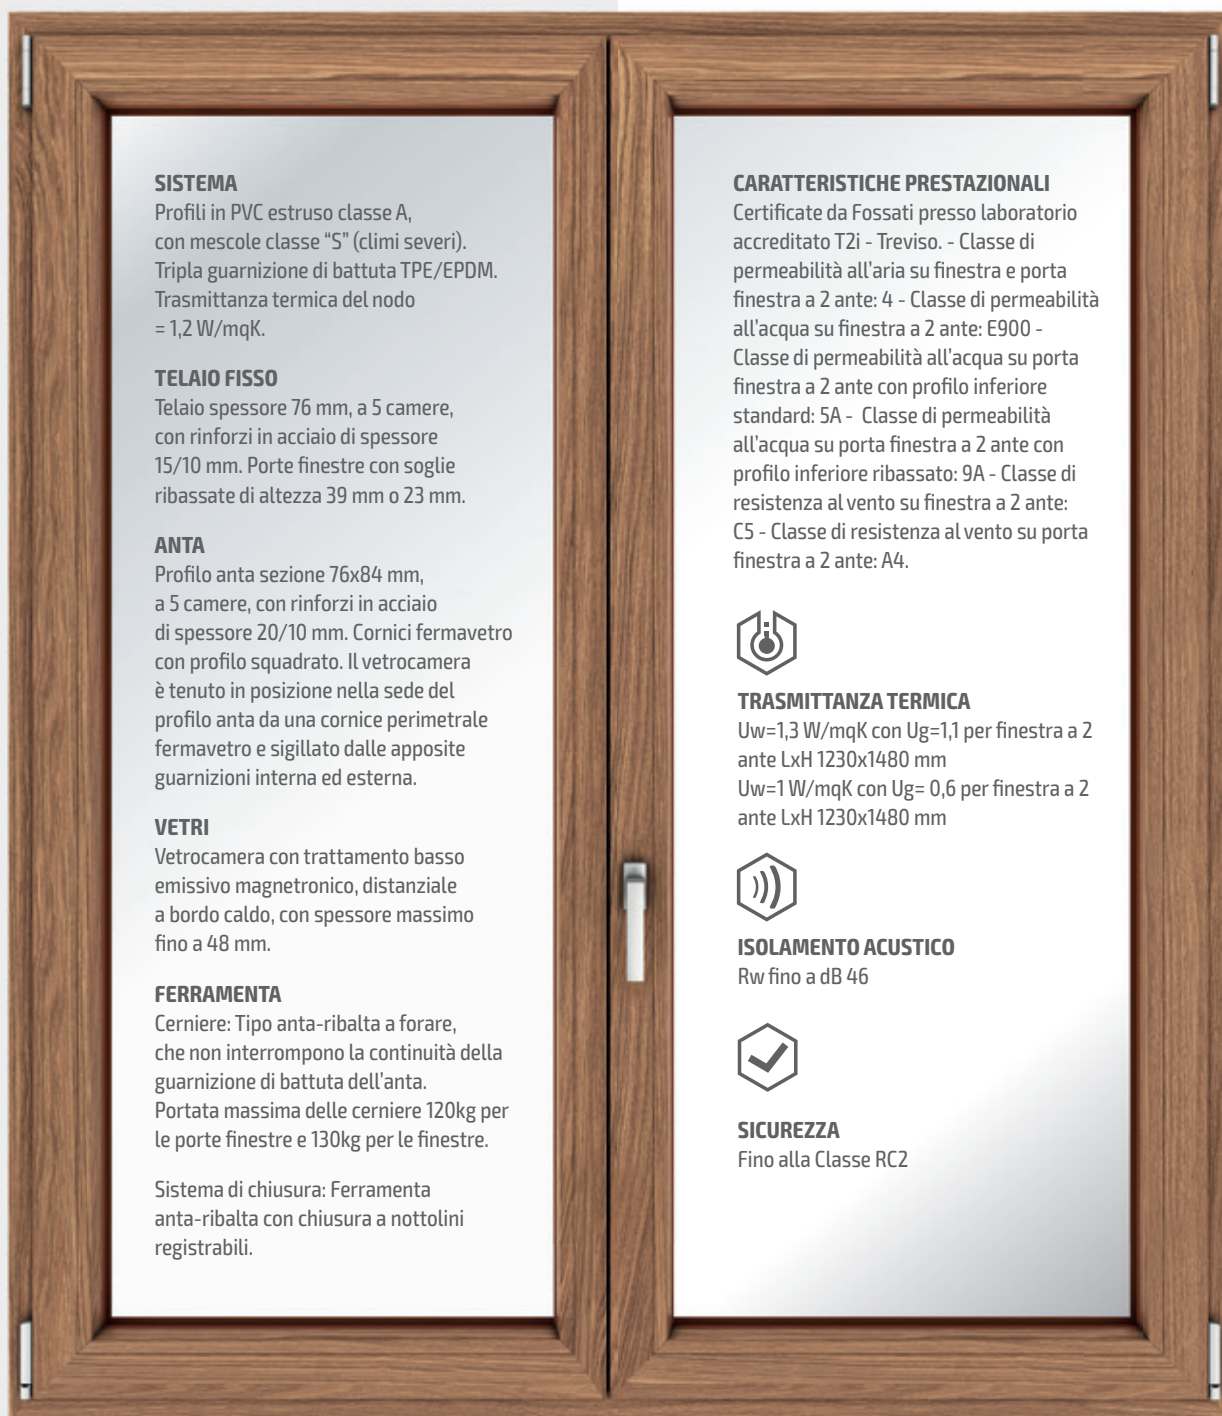 SISTEMA
Profili in PVC estruso classe A,
con mescole classe “S” (climi severi).
Tripla guarnizione di battuta TPE/EPDM.
Trasmittanza termica del nodo
= 1,2 W/mqK.
TELAIO FISSO
Telaio spessore 76 mm, a 5 camere,
con rinforzi in acciaio di spessore
15/10 mm. Porte finestre con soglie
ribassate di altezza 39 mm o 23 mm.
ANTA
Profilo anta sezione 76x84 mm,
a 5 camere, con rinforzi in acciaio
di spessore 20/10 mm. Cornici fermavetro
con profilo squadrato. Il vetrocamera
è tenuto in posizione nella sede del
profilo anta da una cornice perimetrale
fermavetro e sigillato dalle apposite
guarnizioni interna ed esterna.
VETRI
Vetrocamera con trattamento basso
emissivo magnetronico, distanziale
a bordo caldo, con spessore massimo
fino a 48 mm.
FERRAMENTA
Cerniere: Tipo anta-ribalta a forare,
che non interrompono la continuità della
guarnizione di battuta dell’anta.
Portata massima delle cerniere 120kg per
le porte finestre e 130kg per le finestre.
Sistema di chiusura: Ferramenta
anta-ribalta con chiusura a nottolini
registrabili.
CARATTERISTICHE PRESTAZIONALI
Certificate da Fossati presso laboratorio
accreditato T2i - Treviso. - Classe di
permeabilità all’aria su finestra e porta
finestra a 2 ante: 4 - Classe di permeabilità
all’acqua su finestra a 2 ante: E900 -
Classe di permeabilità all’acqua su porta
finestra a 2 ante con profilo inferiore
standard: 5A - Classe di permeabilità
all’acqua su porta finestra a 2 ante con
profilo inferiore ribassato: 9A - Classe di
resistenza al vento su finestra a 2 ante:
C5 - Classe di resistenza al vento su porta
finestra a 2 ante: A4.
TRASMITTANZA TERMICA
Uw=1,3 W/mqK con Ug=1,1 per finestra a 2
ante LxH 1230x1480 mm
Uw=1 W/mqK con Ug= 0,6 per finestra a 2
ante LxH 1230x1480 mm
ISOLAMENTO ACUSTICO
Rw fino a dB 46
SICUREZZA
Fino alla Classe RC2